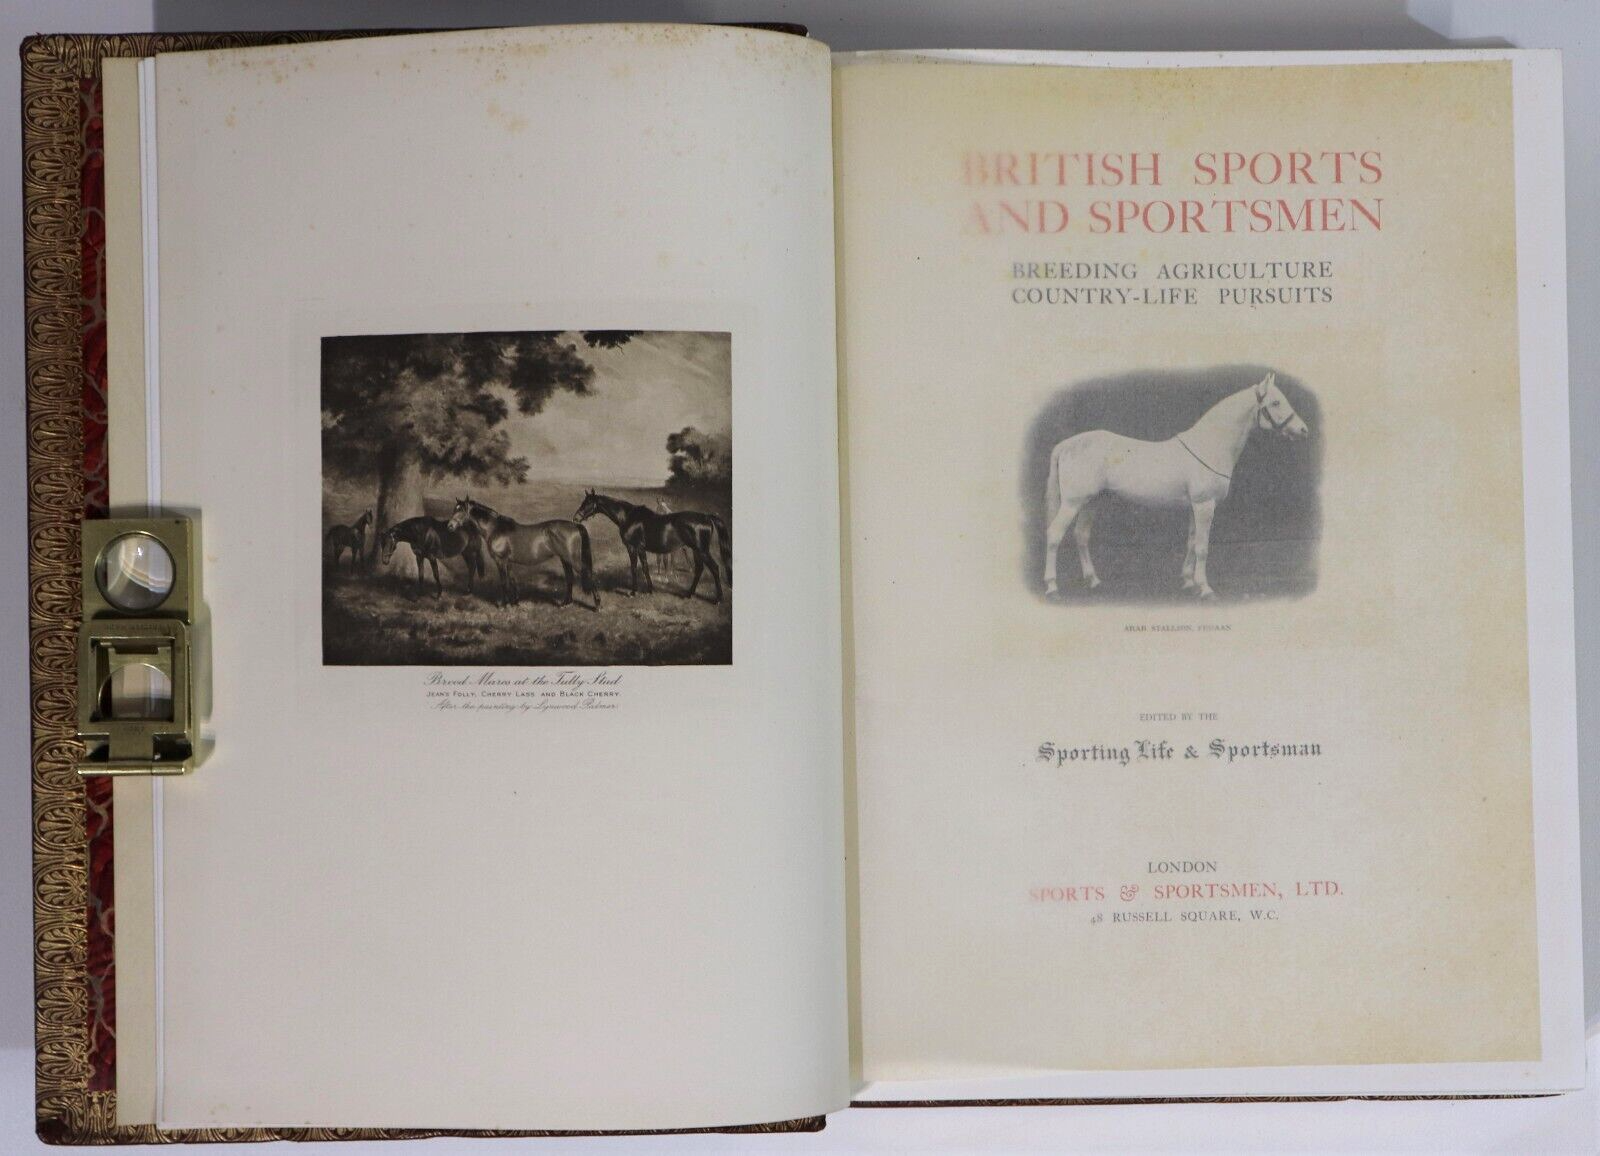 Brood Mares at the Tully Stud
JEAN'S FOLLY, CHERRY LASS AND BLACK CHERRY.
After the painting by Lynwood Palmer
BRITISH SPORTS
AND SPORTSMEN
BREEDING AGRICULTURE
COUNTRY-LIFE PURSUITS
ARAB STALLION, FEHAAN
EDITED BY THE
Sporting Life & Sportsman
LONDON
SPORTS & SPORTSMEN, LTD.
48 RUSSELL SQUARE, W.C.